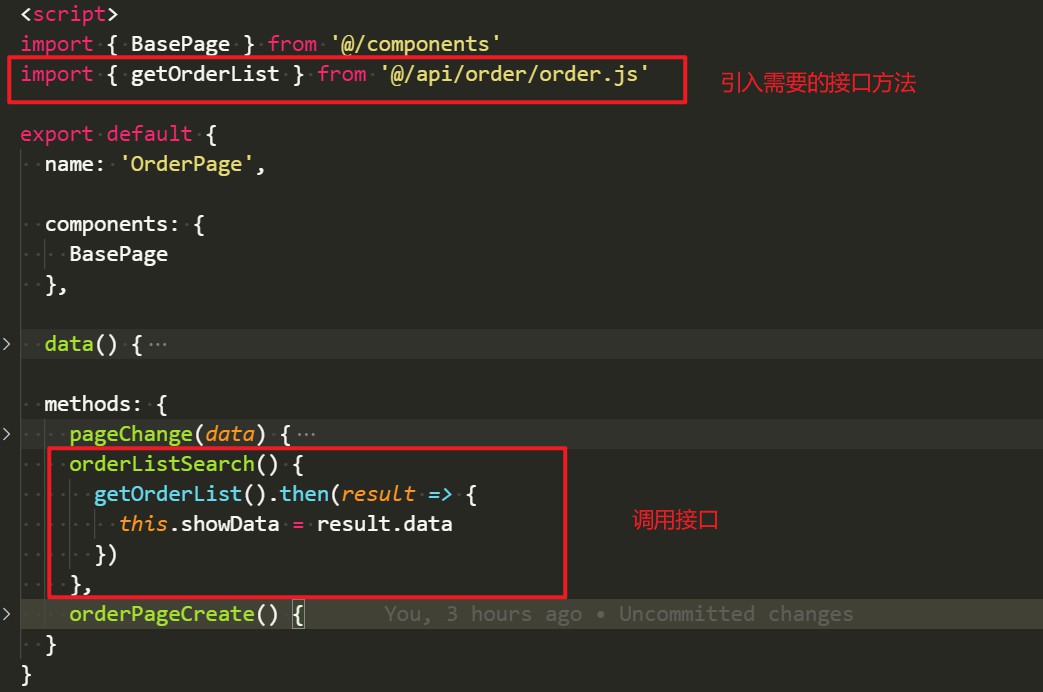 <script>
import { BasePage } from '@/components'
import { getOrderList } from '@/api/order/order.js'
引入需要的接口方法
export default {
name: 'OrderPage',
components: {
BasePage
},
data() { ···
methods: {
pageChange(data) { ···
orderListSearch() {
getOrderList().then(result => {
this.showData = result.data
调用接口
})
},
orderPageCreate() { You, 3 hours ago • Uncommitted changes
}
}